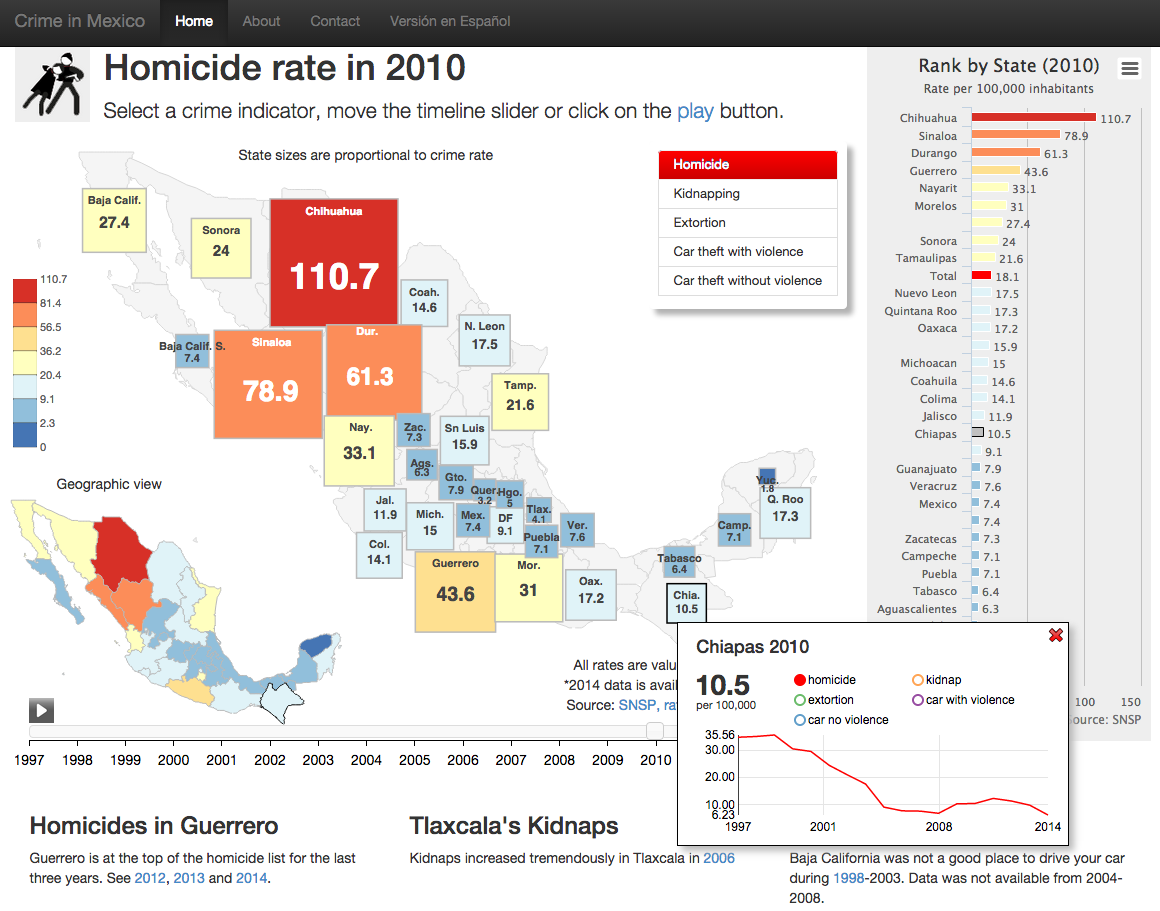 Crime in Mexico Home About Contact Versión en Español
Homicide rate in 2010
Select a crime indicator, move the timeline slider or click on the play button.
State sizes are proportional to crime rate
Homicide
Kidnapping
Extortion
Car theft with violence
Car theft without violence
Baja Calif.
27.4
Sonora
24
Chihuahua
110.7
Coah.
14.6
N. Leon
17.5
Baja Calif. S.
7.4
Sinaloa
78.9
Dur.
61.3
Tamp.
21.6
Nay.
33.1
Zac.
7.3
Sn Luis
15.9
Ags.
6.3
Gto.
7.9
Quer.
3.2
Hgo.
5
Jal.
11.9
Mich.
15
Mex.
7.4
DF
9.1
Tlax.
4.1
Puebla
7.1
Ver.
7.6
Col.
14.1
Guerrero
43.6
Mor.
31
Oax.
17.2
Yuc.
1.8
Q. Roo
17.3
Camp.
7.1
Tabasco
6.4
Chia.
10.5
110.7
81.4
56.5
36.2
20.4
9.1
2.3
0
Geographic view
All rates are valu
*2014 data is avail
Source: SNSP, ra
1997 1998 1999 2000 2001 2002 2003 2004 2005 2006 2007 2008 2009 2010
Rank by State (2010)
Rate per 100,000 inhabitants
Chihuahua 110.7
Sinaloa 78.9
Durango 61.3
Guerrero 43.6
Nayarit 33.1
Morelos 31
27.4
Sonora 24
Tamaulipas 21.6
Total 18.1
Nuevo Leon 17.5
Quintana Roo 17.3
Oaxaca 17.2
15.9
Michoacan 15
Coahuila 14.6
Colima 14.1
Jalisco 11.9
Chiapas 10.5
9.1
Guanajuato 7.9
Veracruz 7.6
Mexico 7.4
7.4
Zacatecas 7.3
Campeche 7.1
Puebla 7.1
Tabasco 6.4
Aguascalientes 6.3
100 150
ource: SNSP
Chiapas 2010
10.5
per 100,000
homicide kidnap
extortion car with violence
car no violence
35.56
30.00
20.00
10.00
6.23
1997 2001 2008 2014
Homicides in Guerrero
Guerrero is at the top of the homicide list for the last
three years. See 2012, 2013 and 2014.
Tlaxcala's Kidnaps
Kidnaps increased tremendously in Tlaxcala in 2006
Baja California was not a good place to drive your car
during 1998-2003. Data was not available from 2004-
2008.